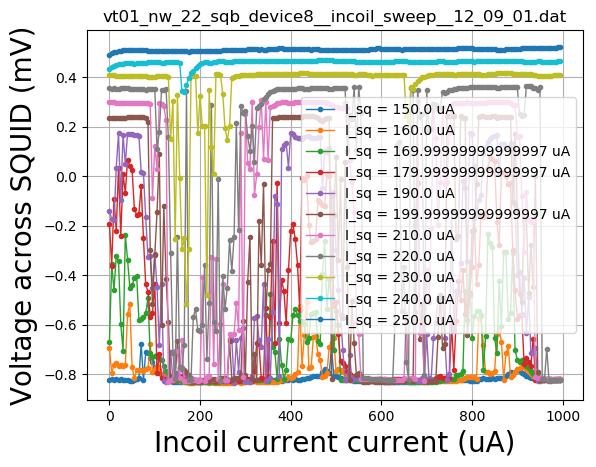 vt01_nw_22_sqb_device8__incoil_sweep__12_09_01.dat
Voltage across SQUID (mV)
0.4
0.2
0.0
−0.2
−0.4
−0.6
−0.8
I_sq = 150.0 uA
I_sq = 160.0 uA
I_sq = 169.99999999999997 uA
I_sq = 179.99999999999997 uA
I_sq = 190.0 uA
I_sq = 199.99999999999997 uA
I_sq = 210.0 uA
I_sq = 220.0 uA
I_sq = 230.0 uA
I_sq = 240.0 uA
I_sq = 250.0 uA
0 200 400 600 800 1000
Incoil current current (uA)